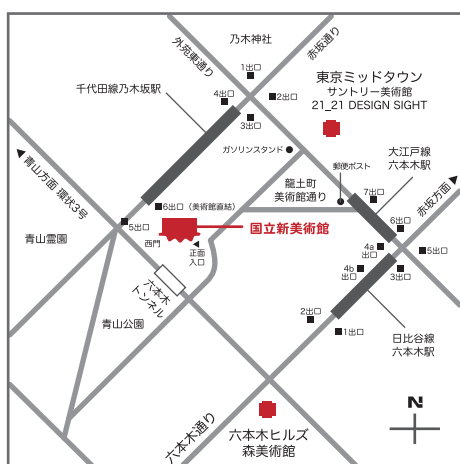 乃木神社
外苑東通り
赤坂通り
1出口
千代田線乃木坂駅
4出口
2出口
3出口
東京ミッドタウン
サントリー美術館
21_21 DESIGN SIGHT
ガソリンスタンド
大江戸線
六本木駅
郵便ポスト
龍土町
美術館通り
7出口
赤坂方面
青山方面 環状3号
6出口（美術館直結）
5出口
国立新美術館
6出口
青山霊園
西門
正面
入口
4a
出口
5出口
4b
出口
3出口
六本木
トンネル
青山公園
2出口
1出口
日比谷線
六本木駅
六本木通り
六本木ヒルズ
森美術館
N